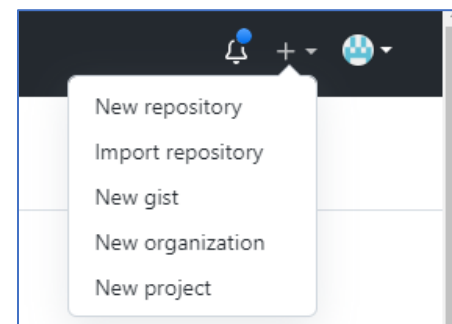 New repository
Import repository
New gist
New organization
New project